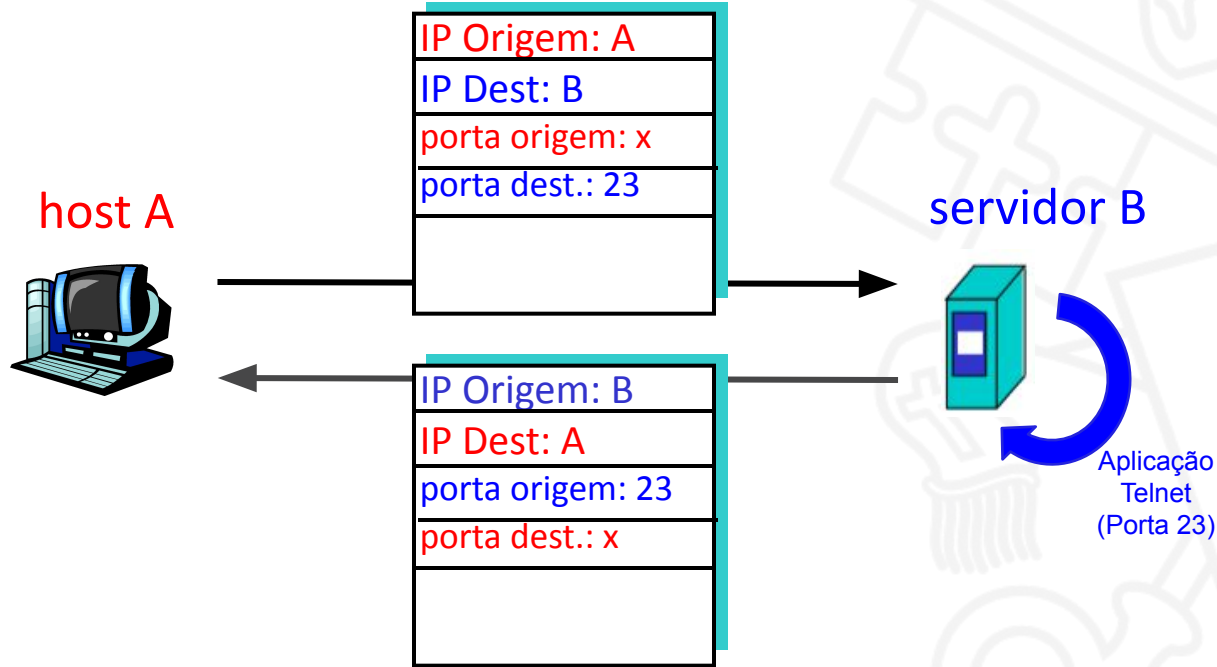 IP Origem: A
IP Dest: B
porta origem: x
porta dest.: 23
host A
servidor B
IP Origem: B
IP Dest: A
porta origem: 23
porta dest.: x
Aplicação
Telnet
(Porta 23)